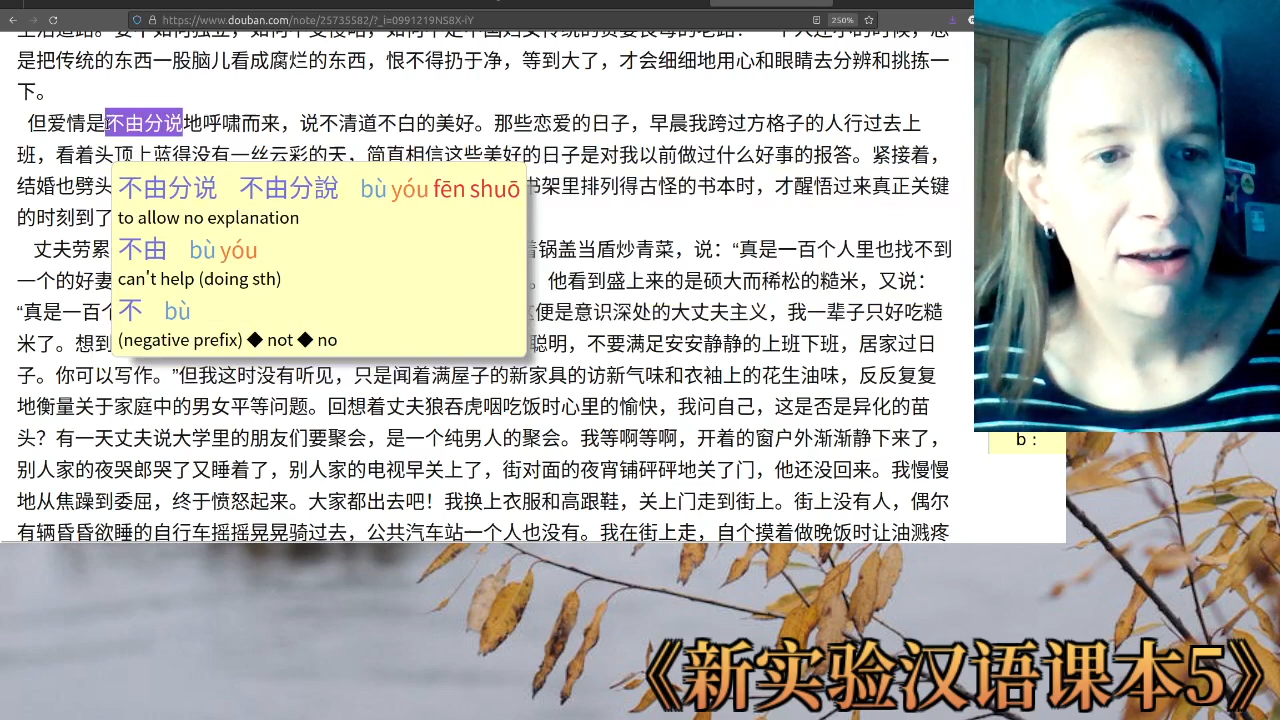 https://www.douban.com/note/25735582/?_i=0991219NS8X-iY
250%
是把传统的东西一股脑儿看成腐烂的东西，恨不得扔于净，等到大了，才会细细地用心和眼睛去分辨和挑拣一
下。
但爱情是不由分说地呼啸而来，说不清道不白的美好。那些恋爱的日子，早晨我跨过方格子的人行过去上
班，看着头顶上蓝得没有一丝云彩的天，简直相信这些美好的日子是对我以前做过什么好事的报答。紧接着，
结婚也劈头
书架里排列得古怪的书本时，才醒悟过来真正关键
的时刻到了
丈夫劳累
着锅盖当盾炒青菜，说：“真是一百个人里也找不到
一个的好妻
。他看到盛上来的是硕大而稀松的糙米，又说：
“真是一百个
这便是意识深处的大丈夫主义，我一辈子只好吃糙
米了。想到
聪明，不要满足安安静静的上班下班，居家过日
子。你可以写作。”但我这时没有听见，只是闻着满屋子的新家具的访新气味和衣袖上的花生油味，反反复复
地衡量关于家庭中的男女平等问题。回想着丈夫狼吞虎咽吃饭时心里的愉快，我问自己，这是否是异化的苗
头？有一天丈夫说大学里的朋友们要聚会，是一个纯男人的聚会。我等啊等啊，开着的窗户外渐渐静下来了，
别人家的夜哭郎哭了又睡着了，别人家的电视早关上了，街对面的夜宵铺砰砰地关了门，他还没回来。我慢慢
地从焦躁到委屈，终于愤怒起来。大家都出去吧！我换上衣服和高跟鞋，关上门走到街上。街上没有人，偶尔
有辆昏昏欲睡的自行车摇摇晃晃骑过去，公共汽车站一个人也没有。我在街上走，自个摸着做晚饭时让油溅疼
不由分说 不由分說 bù yóu fēn shuō
to allow no explanation
不由 bù yóu
can't help (doing sth)
不 bù
(negative prefix) ◆ not ◆ no
b :
《新实验汉语课本5》